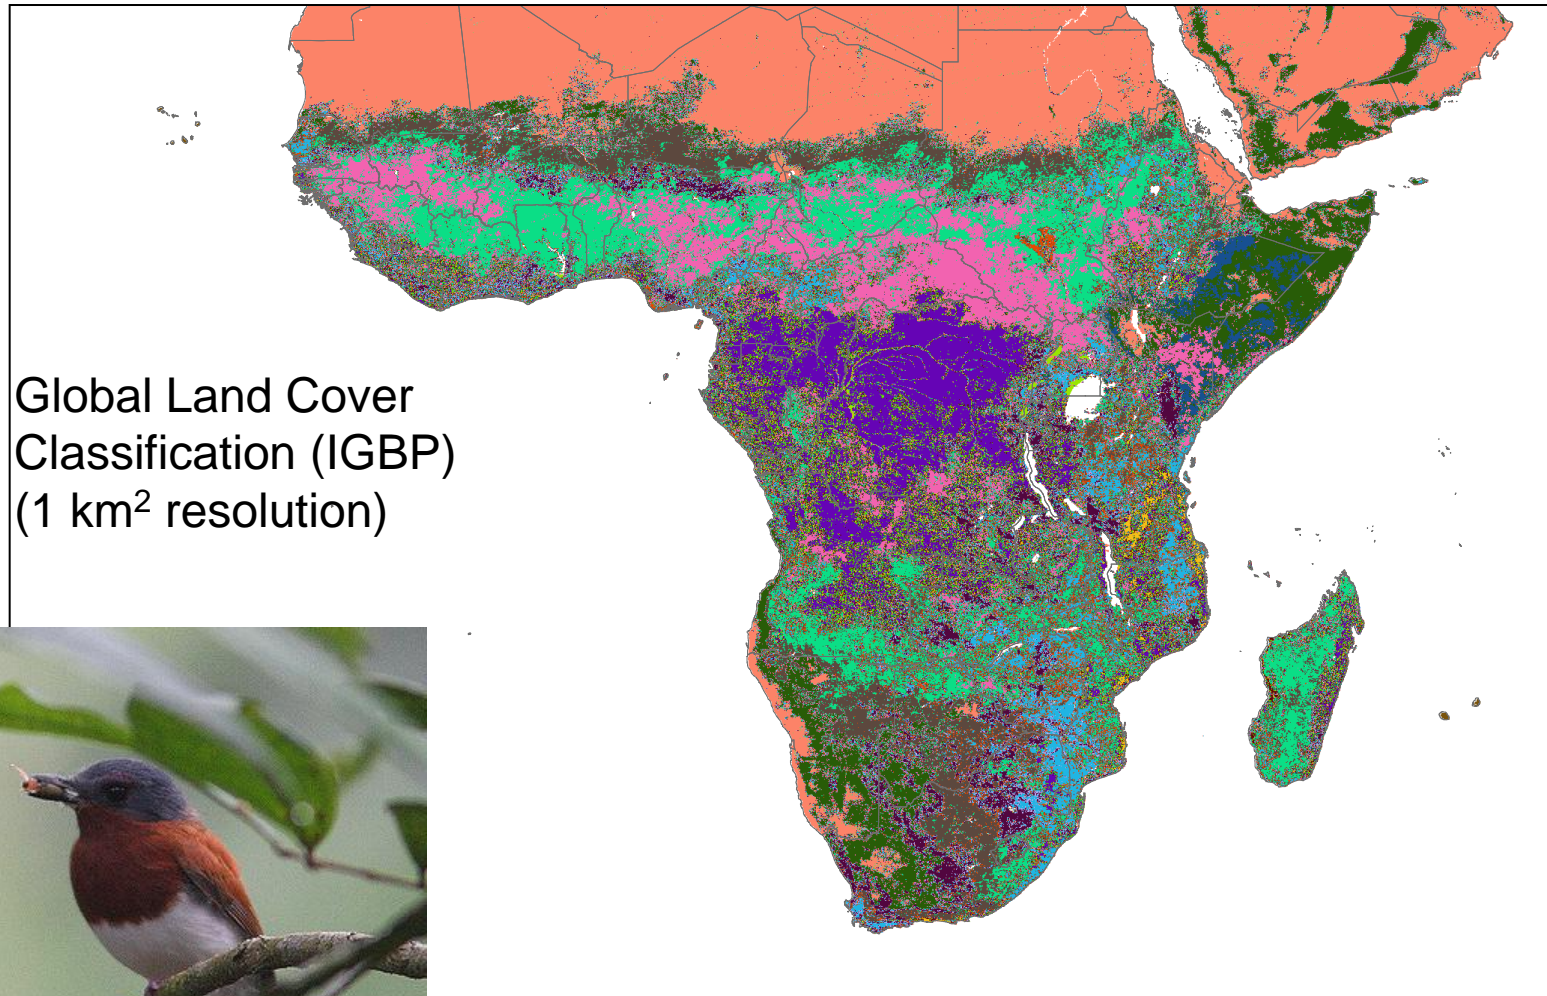 Global Land Cover
Classification (IGBP)
(1 km² resolution)